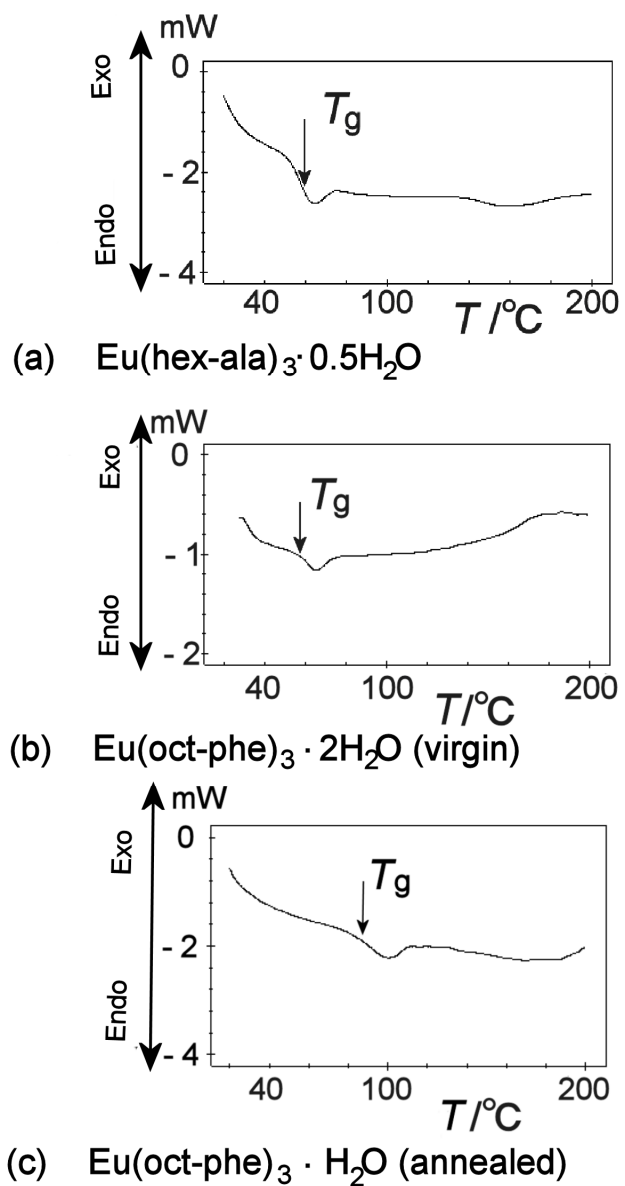 mW
Exo
Endo
0
- 2
- 4
Tg
40 100 200
T /°C
(a) Eu(hex-ala)₃·0.5H₂O
mW
Exo
Endo
0
- 1
- 2
Tg
40 100 200
T/°C
(b) Eu(oct-phe)₃ · 2H₂O (virgin)
mW
Exo
Endo
0
- 2
- 4
Tg
40 100 200
T /°C
(c) Eu(oct-phe)₃ · H₂O (annealed)